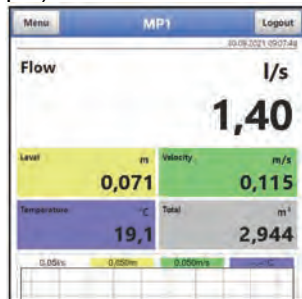 Menu MP1 Logout
30.09.2021 09:07:49
Flow l/s
1,40
Level m Velocity m/s
0,071 0,115
Temperature °C Total m³
19,1 2,944
0,05l/s 0,050m 0,050m/s